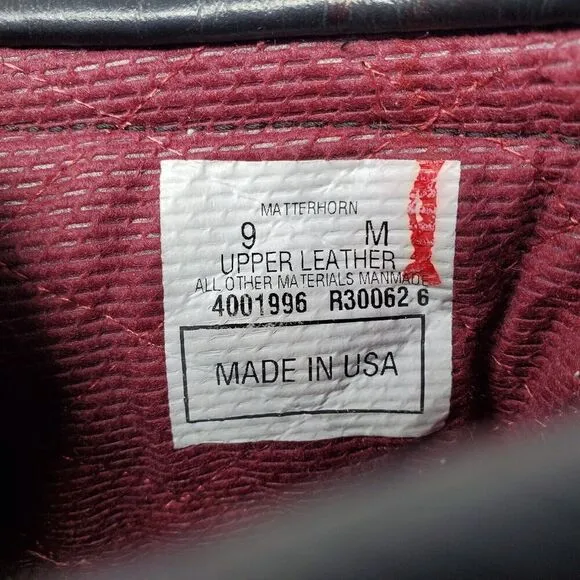 MATTERHORN
9 M
UPPER LEATHER
ALL OTHER MATERIALS MANMADE
4001996 R30062 6
MADE IN USA